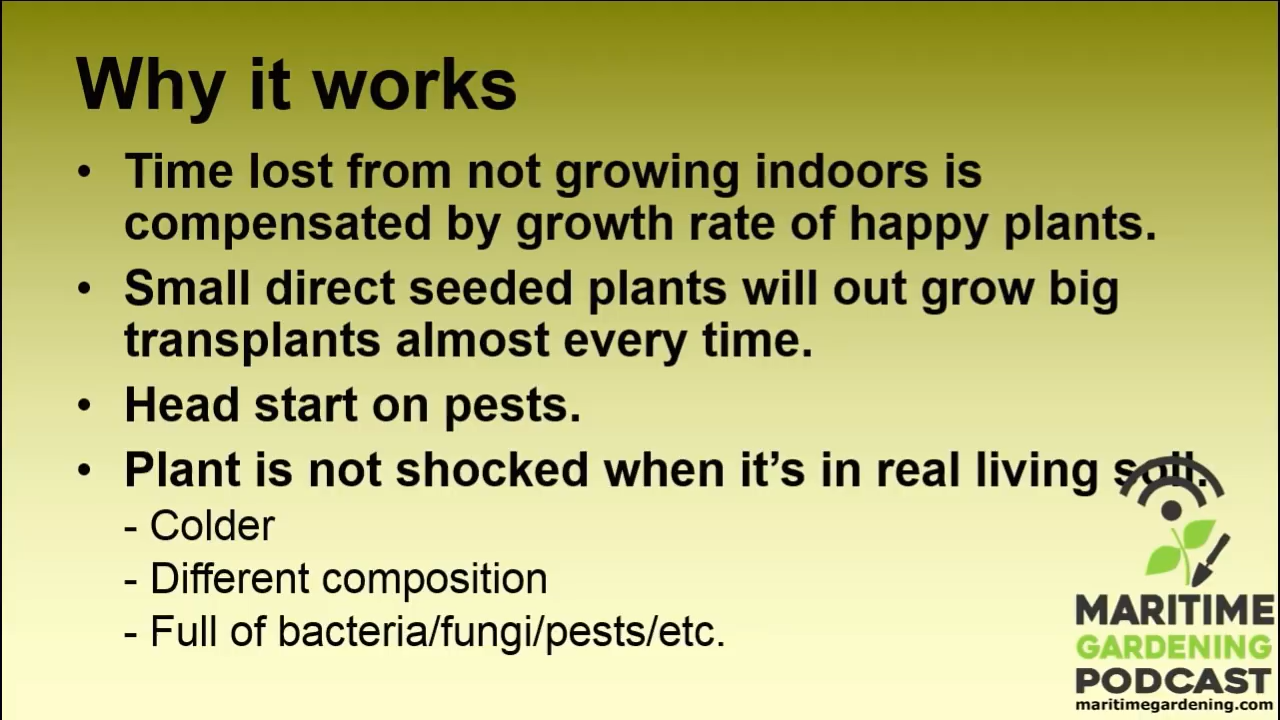 Why it works
• Time lost from not growing indoors is
compensated by growth rate of happy plants.
• Small direct seeded plants will out grow big
transplants almost every time.
• Head start on pests.
• Plant is not shocked when it's in real living soil.
- Colder
- Different composition
- Full of bacteria/fungi/pests/etc.
MARITIME
GARDENING
PODCAST
maritimegardening.com